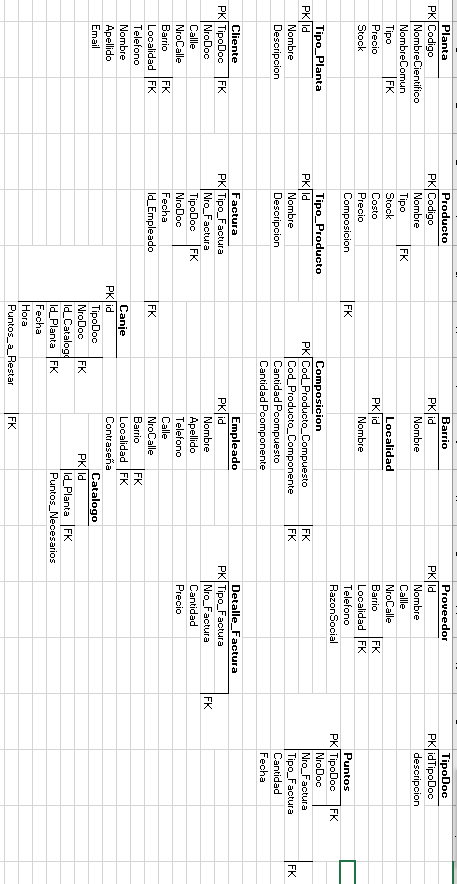 Planta
PK Codigo
NombreCientifico
NombreComun
Tipo FK
Precio
Stock
Producto
PK Codigo
Nombre
Tipo FK
Stock
Costo
Precio
Composicion FK
Barrio
PK Id
Nombre
Localidad
PK Id
Nombre
Proveedor
PK Id
Nombre
Callle
NroCalle
Barrio FK
Localidad FK
Telefono
RazonSocial
TipoDoc
PK idTipoDoc
descripcion
Tipo_Planta
PK Id
Nombre
Descripcion
Tipo_Producto
PK Id
Nombre
Descripcion
Composicion
PK Cod_Producto_Compuesto FK
Cod_Producto_Componente FK
CantidadPcompuesto
CantidadPcomponente
Puntos
PK TipoDoc FK
NroDoc
Nro_Factura
Tipo_Factura FK
Cantidad
Fecha
Cliente
PK TipoDoc FK
NroDoc
Callle
NroCalle
Barrio FK
Localidad FK
Telefono
Nombre
Apellido
Email
Factura
PK Tipo_Factura
Nro_Factura
TipoDoc FK
NroDoc
Fecha
Id_Empleado FK
Empleado
PK Id
Nombre
Apellido
Telefono
Calle
NroCalle
Barrio FK
Localidad FK
Contraseña
Detalle_Factura
PK Tipo_Factura
Nro_Factura FK
Cantidad
Precio
Canje
PK Id
TipoDoc
NroDoc FK
Id_Catalogo
Id_Planta FK
Fecha
Hora
Puntos_a_Restar FK
Catalogo
PK Id
Id_Planta FK
Puntos_Necesarios